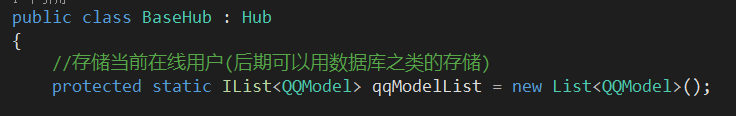 public class BaseHub : Hub
{
//存储当前在线用户(后期可以用数据库之类的存储)
protected static IList<QQModel> qqModelList = new List<QQModel>();